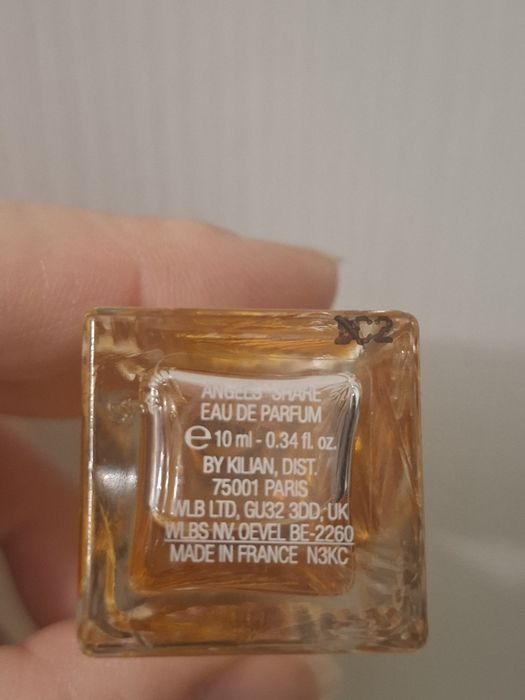 ANGELS' SHARE
EAU DE PARFUM
e 10 ml - 0.34 fl. oz.
BY KILIAN, DIST.
75001 PARIS
WLB LTD, GU32 3DD, UK
WLBS NV, OEVEL BE-2260
MADE IN FRANCE N3KC